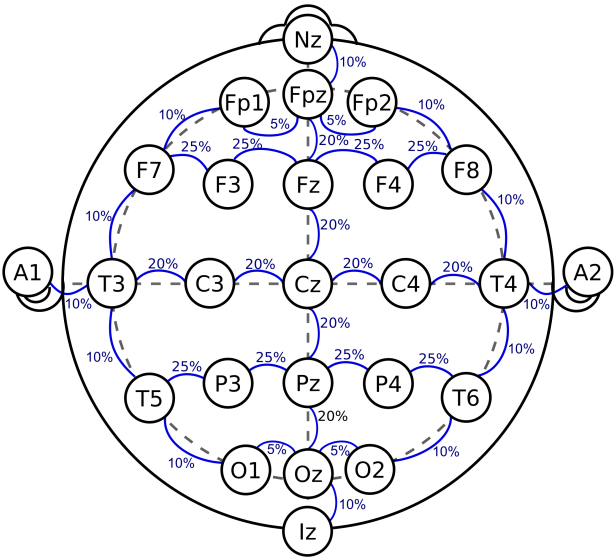 Nz
10%
Fp1 Fpz Fp2
10% 5% 5% 10%
20%
25% 25% 25% 25%
F7 F3 Fz F4 F8
10% 20% 10%
20% 20% 20% 20%
A1 T3 C3 Cz C4 T4 A2
10% 10%
20%
10% 10%
25% 25% 25% 25%
T5 P3 Pz P4 T6
20%
10% 5% 5% 10%
O1 Oz O2
10%
Iz